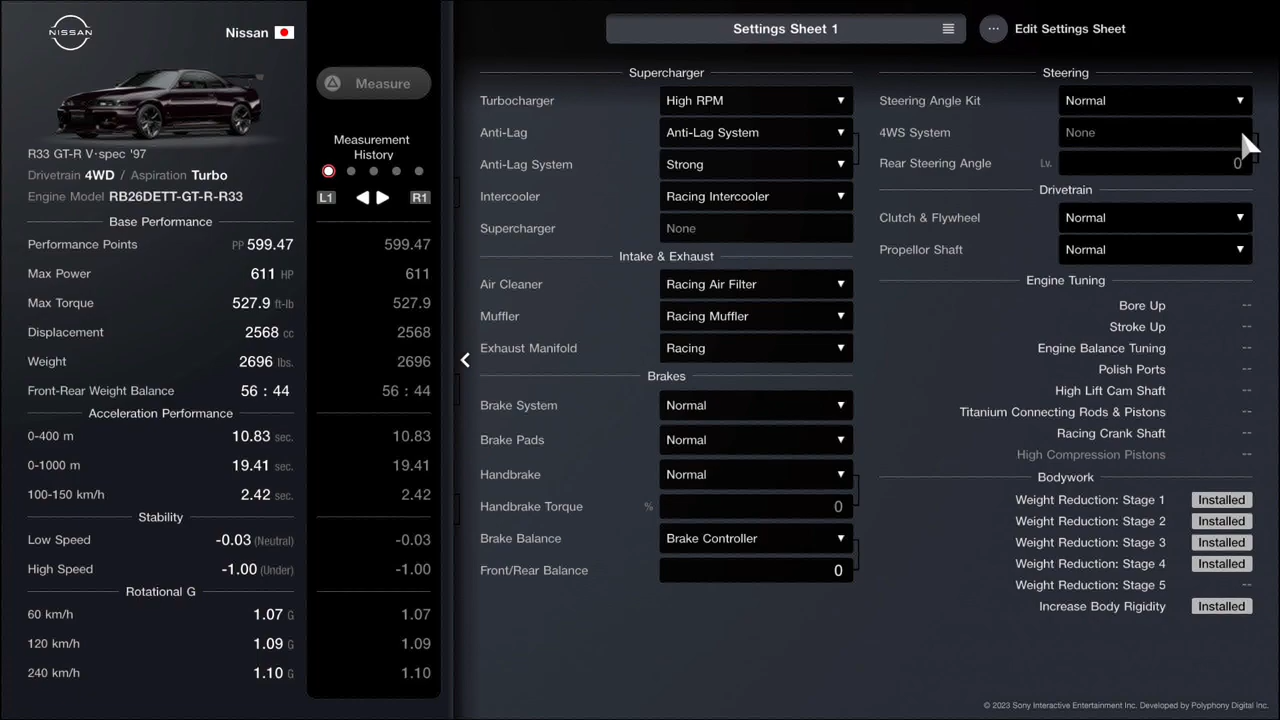 NISSAN
Nissan
R33 GT-R V·spec '97
Drivetrain 4WD / Aspiration Turbo
Engine Model RB26DETT-GT-R-R33
Base Performance
Performance Points PP 599.47
Max Power 611 HP
Max Torque 527.9 ft-lb
Displacement 2568 cc
Weight 2696 lbs.
Front-Rear Weight Balance 56 : 44
Acceleration Performance
0-400 m 10.83 sec.
0-1000 m 19.41 sec.
100-150 km/h 2.42 sec.
Stability
Low Speed -0.03 (Neutral)
High Speed -1.00 (Under)
Rotational G
60 km/h 1.07 G
120 km/h 1.09 G
240 km/h 1.10 G
Measure
Measurement
History
L1 R1
599.47
611
527.9
2568
2696
56 : 44
10.83
19.41
2.42
-0.03
-1.00
1.07
1.09
1.10
Settings Sheet 1
... Edit Settings Sheet
Supercharger
Turbocharger High RPM
Anti-Lag Anti-Lag System
Anti-Lag System Strong
Intercooler Racing Intercooler
Supercharger None
Intake & Exhaust
Air Cleaner Racing Air Filter
Muffler Racing Muffler
Exhaust Manifold Racing
Brakes
Brake System Normal
Brake Pads Normal
Handbrake Normal
Handbrake Torque % 0
Brake Balance Brake Controller
Front/Rear Balance 0
Steering
Steering Angle Kit Normal
4WS System None
Rear Steering Angle Lv. 0
Drivetrain
Clutch & Flywheel Normal
Propellor Shaft Normal
Engine Tuning
Bore Up --
Stroke Up --
Engine Balance Tuning --
Polish Ports --
High Lift Cam Shaft --
Titanium Connecting Rods & Pistons --
Racing Crank Shaft --
High Compression Pistons --
Bodywork
Weight Reduction: Stage 1 Installed
Weight Reduction: Stage 2 Installed
Weight Reduction: Stage 3 Installed
Weight Reduction: Stage 4 Installed
Weight Reduction: Stage 5 --
Increase Body Rigidity Installed
© 2023 Sony Interactive Entertainment Inc. Developed by Polyphony Digital Inc.